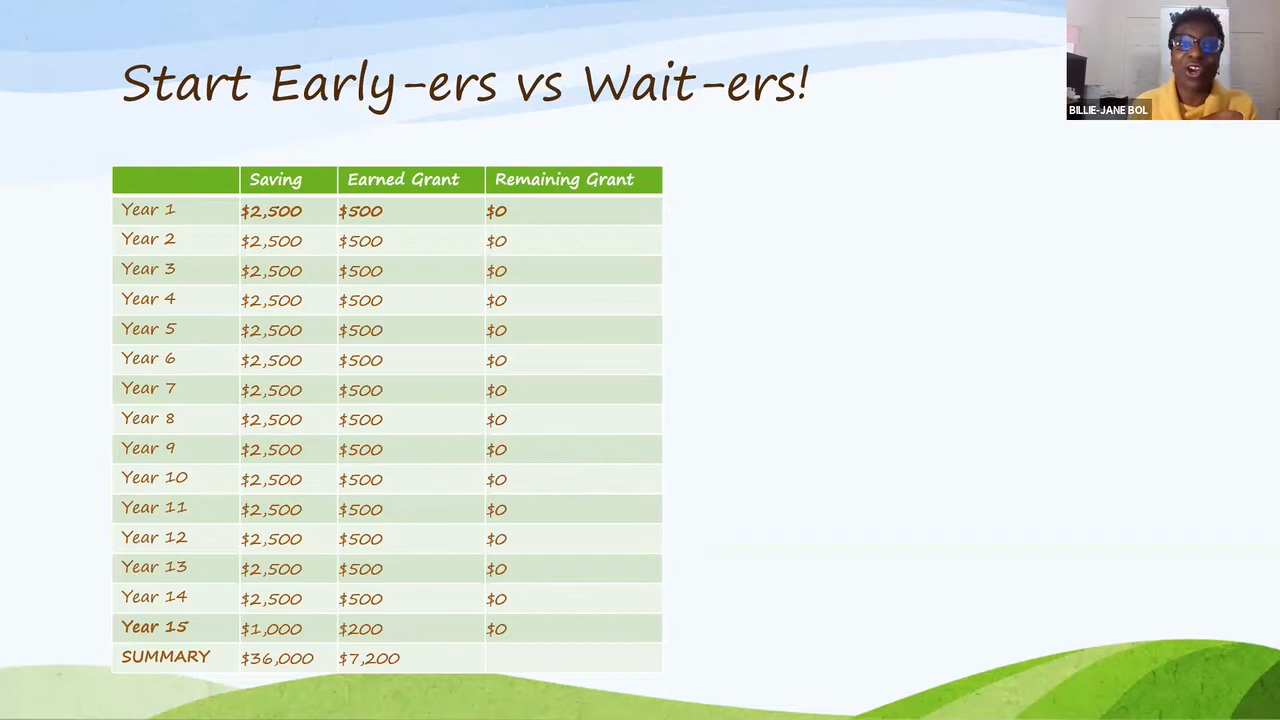 Start Early-ers vs Wait-ers!
BILLIE-JANE BOL
Saving Earned Grant Remaining Grant
Year 1 $2,500 $500 $0
Year 2 $2,500 $500 $0
Year 3 $2,500 $500 $0
Year 4 $2,500 $500 $0
Year 5 $2,500 $500 $0
Year 6 $2,500 $500 $0
Year 7 $2,500 $500 $0
Year 8 $2,500 $500 $0
Year 9 $2,500 $500 $0
Year 10 $2,500 $500 $0
Year 11 $2,500 $500 $0
Year 12 $2,500 $500 $0
Year 13 $2,500 $500 $0
Year 14 $2,500 $500 $0
Year 15 $1,000 $200 $0
SUMMARY $36,000 $7,200